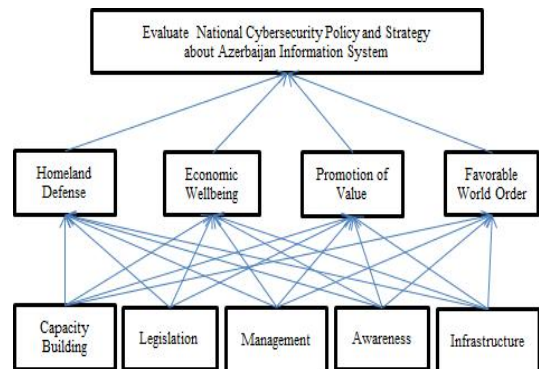 Evaluate National Cybersecurity Policy and Strategy
about Azerbaijan Information System
Homeland
Defense
Economic
Wellbeing
Promotion of
Value
Favorable
World Order
Capacity
Building
Legislation
Management
Awareness
Infrastructure